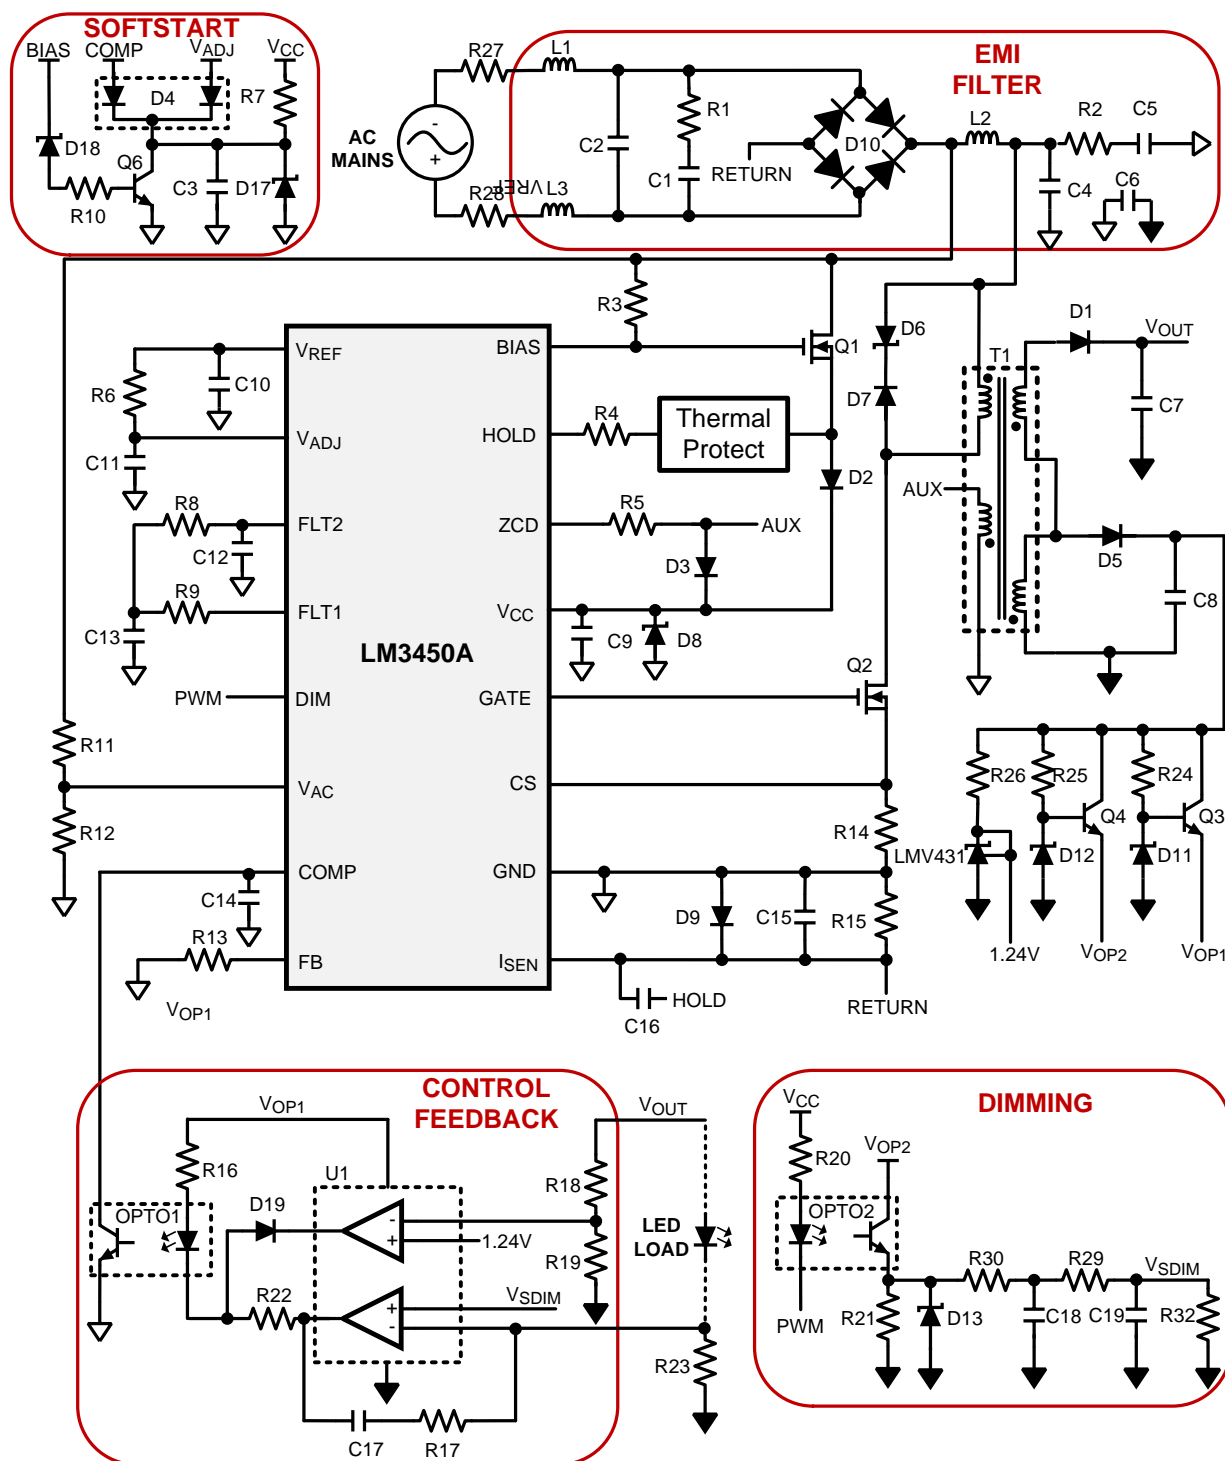 SOFTSTART
BIAS COMP VADJ VCC
D4 R7
D18 Q6
C3 D17
R10
R27 L1
EMI
FILTER
AC
MAINS
-
+
R1
C2
C1
D10
RETURN
R28 VREF L3
L2 R2 C5
C4 C6
R3
LM3450A
VREF
VADJ
FLT2
FLT1
DIM
VAC
COMP
FB
BIAS
HOLD
ZCD
VCC
GATE
CS
GND
ISEN
R6 C10
C11
R8
C12
R9
C13
PWM
R11
R12
C14
R13
VOP1
Q1
R4
Thermal
Protect
D2
R5
AUX
D3
C9 D8
D6
D7
Q2
T1
D1 VOUT
C7
AUX
D5
C8
R14
R15
D9 C15
C16 HOLD
RETURN
R26 R25 R24
Q4 Q3
LMV431 D12 D11
1.24V VOP2 VOP1
CONTROL
FEEDBACK
VOP1
VOUT
R16
U1
D19
OPTO1
R18
-
+
1.24V
R19
LED
LOAD
R22
VSDIM
+
-
R23
C17 R17
DIMMING
VCC
VOP2
R20
OPTO2
R30 R29 VSDIM
R21 D13 C18 C19 R32
PWM